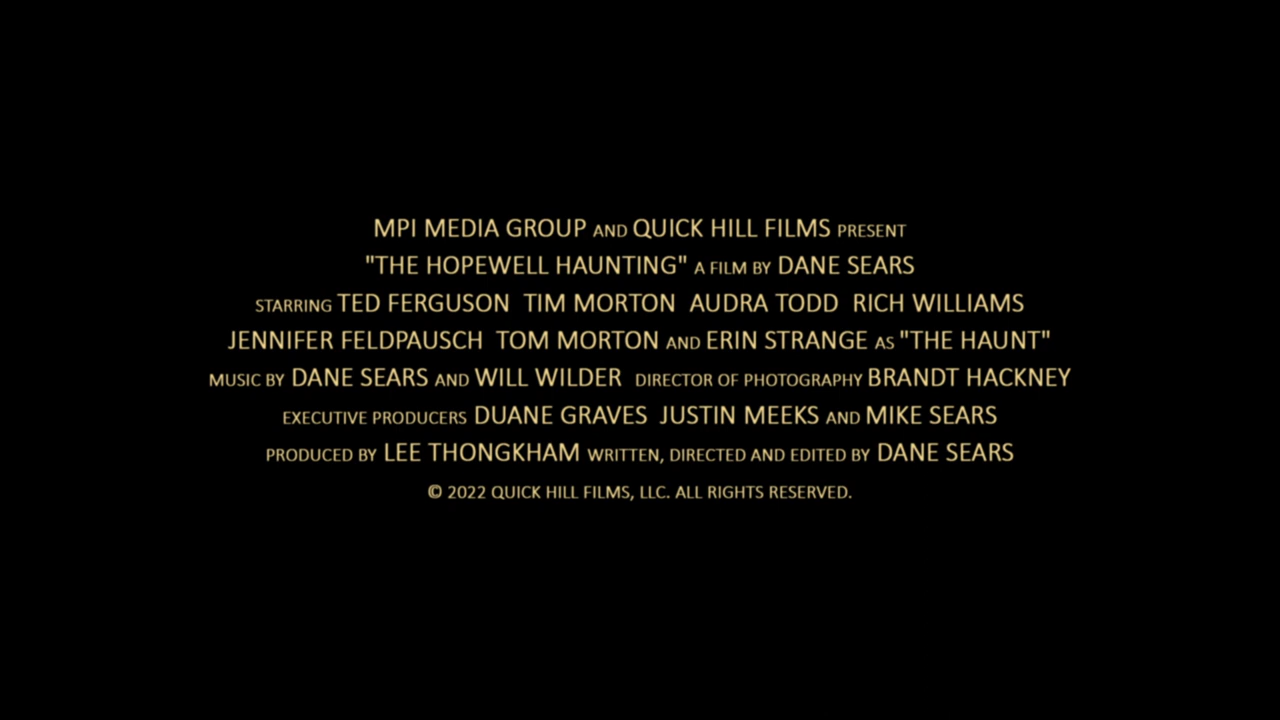 MPI MEDIA GROUP AND QUICK HILL FILMS PRESENT
"THE HOPEWELL HAUNTING" A FILM BY DANE SEARS
STARRING TED FERGUSON TIM MORTON AUDRA TODD RICH WILLIAMS
JENNIFER FELDPAUSCH TOM MORTON AND ERIN STRANGE AS "THE HAUNT"
MUSIC BY DANE SEARS AND WILL WILDER DIRECTOR OF PHOTOGRAPHY BRANDT HACKNEY
EXECUTIVE PRODUCERS DUANE GRAVES JUSTIN MEEKS AND MIKE SEARS
PRODUCED BY LEE THONGKHAM WRITTEN, DIRECTED AND EDITED BY DANE SEARS
© 2022 QUICK HILL FILMS, LLC. ALL RIGHTS RESERVED.